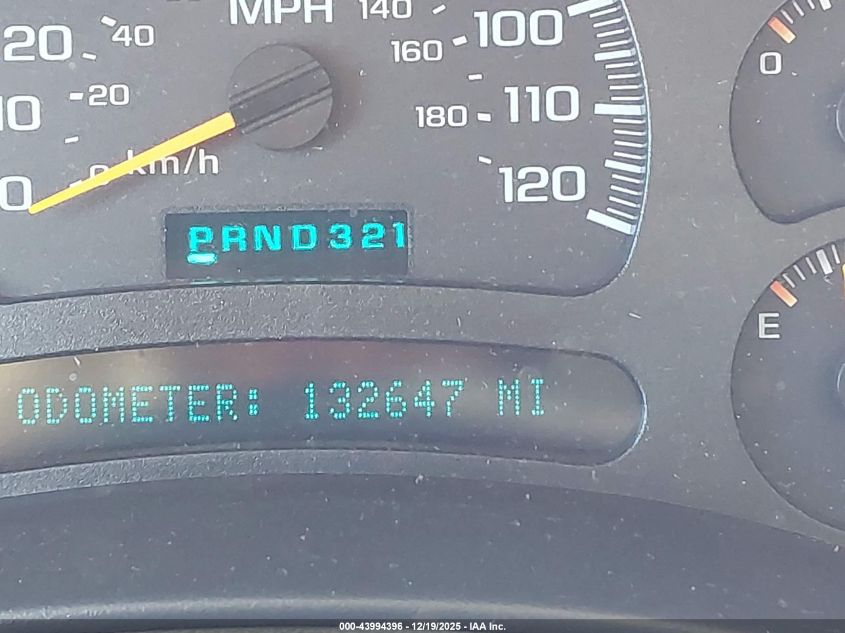 MPH 140
20 40 160 100
10 20 180 110
0 0 km/h 120
0
PRND321
E
ODOMETER: 132647 MI
000-43994396 - 12/19/2025 - IAA Inc.